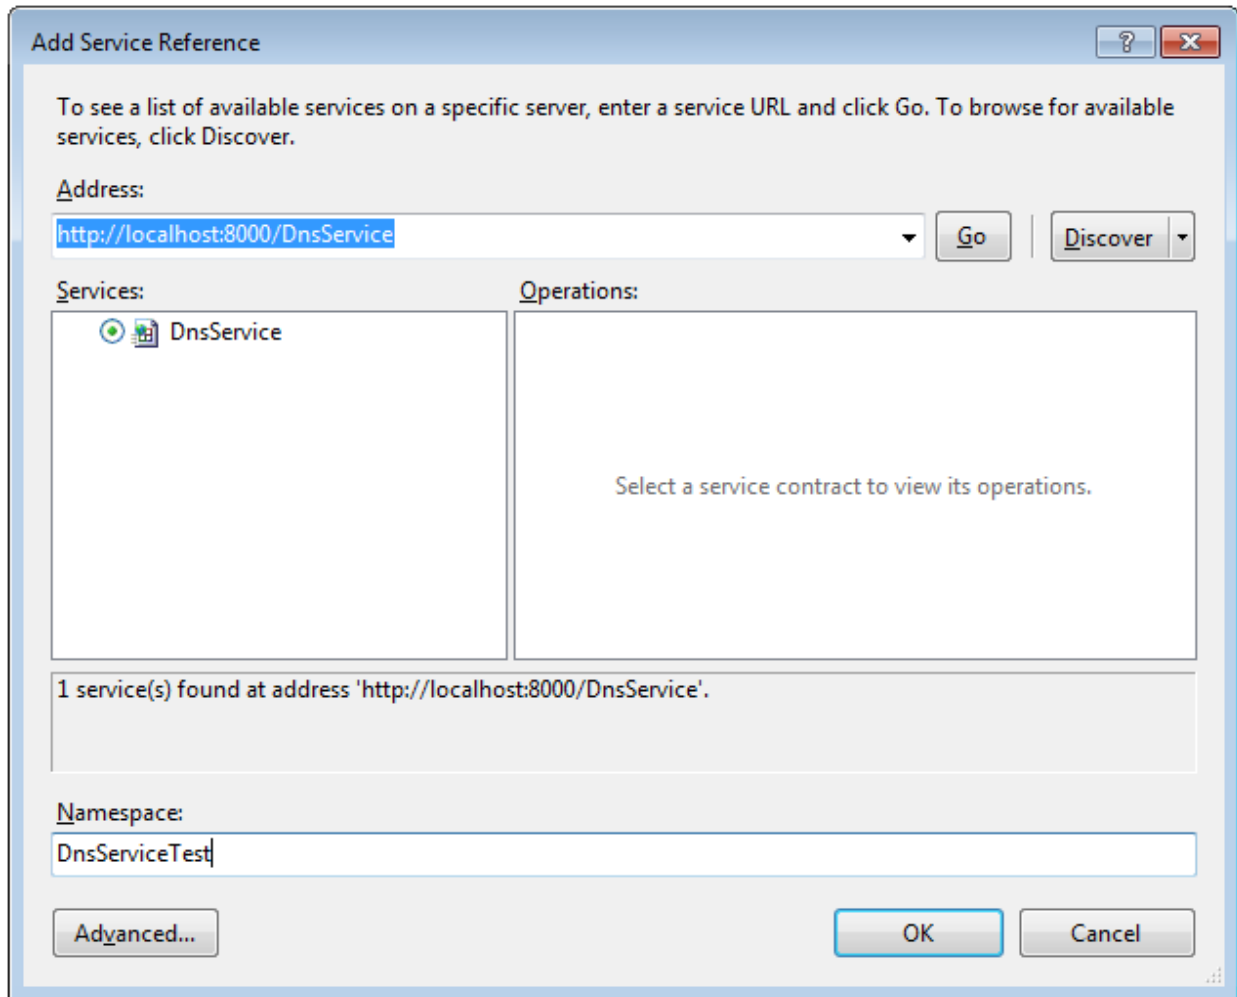 Add Service Reference
?
To see a list of available services on a specific server, enter a service URL and click Go. To browse for available
services, click Discover.
Address:
http://localhost:8000/DnsService
Go
Discover
Services:
Operations:
DnsService
Select a service contract to view its operations.
1 service(s) found at address 'http://localhost:8000/DnsService'.
Namespace:
DnsServiceTest
Advanced...
OK
Cancel